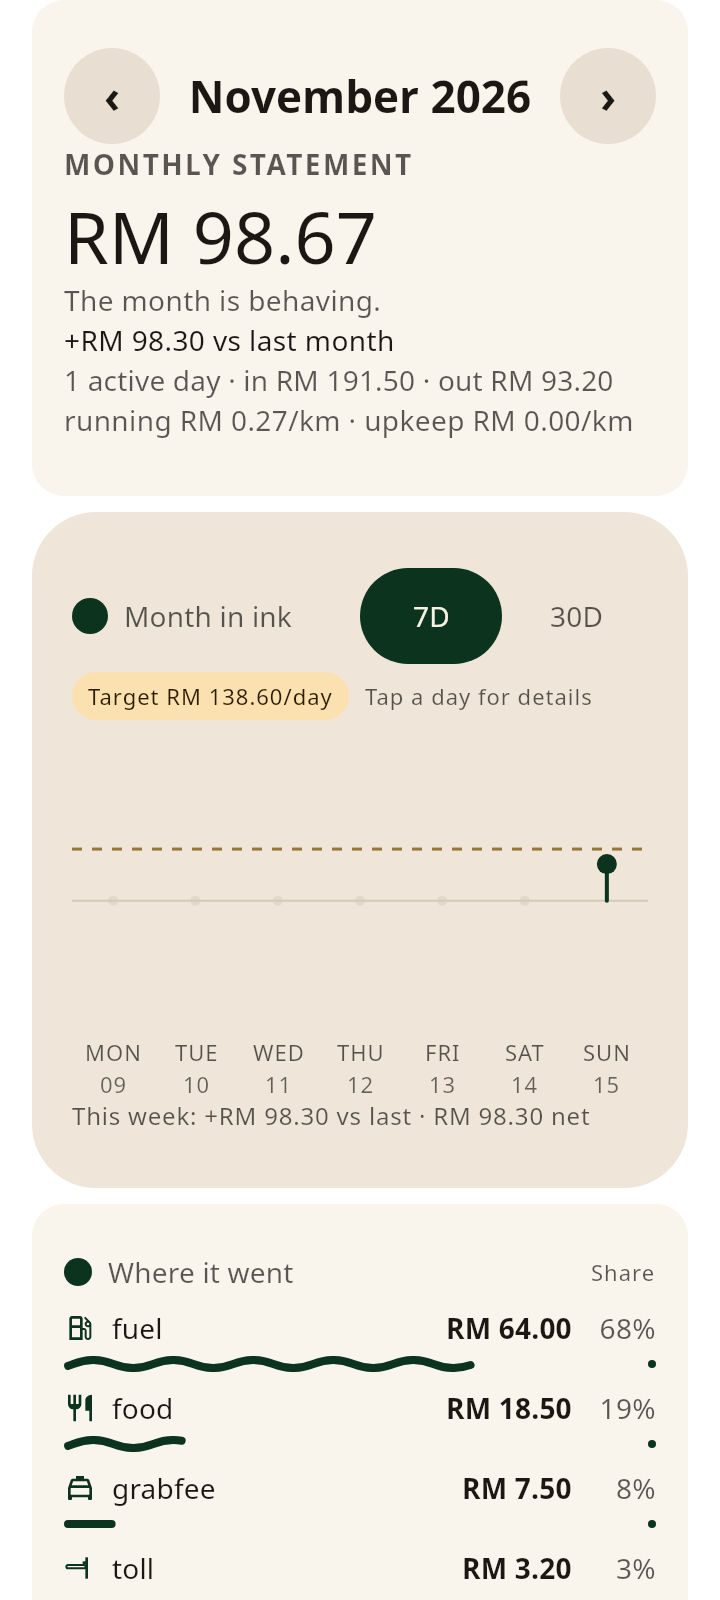 ‹ November 2026 ›
MONTHLY STATEMENT
RM 98.67
The month is behaving.
+RM 98.30 vs last month
1 active day · in RM 191.50 · out RM 93.20
running RM 0.27/km · upkeep RM 0.00/km
Month in ink 7D 30D
Target RM 138.60/day Tap a day for details
MON TUE WED THU FRI SAT SUN
09 10 11 12 13 14 15
This week: +RM 98.30 vs last · RM 98.30 net
Where it went Share
fuel RM 64.00 68%
food RM 18.50 19%
grabfee RM 7.50 8%
toll RM 3.20 3%